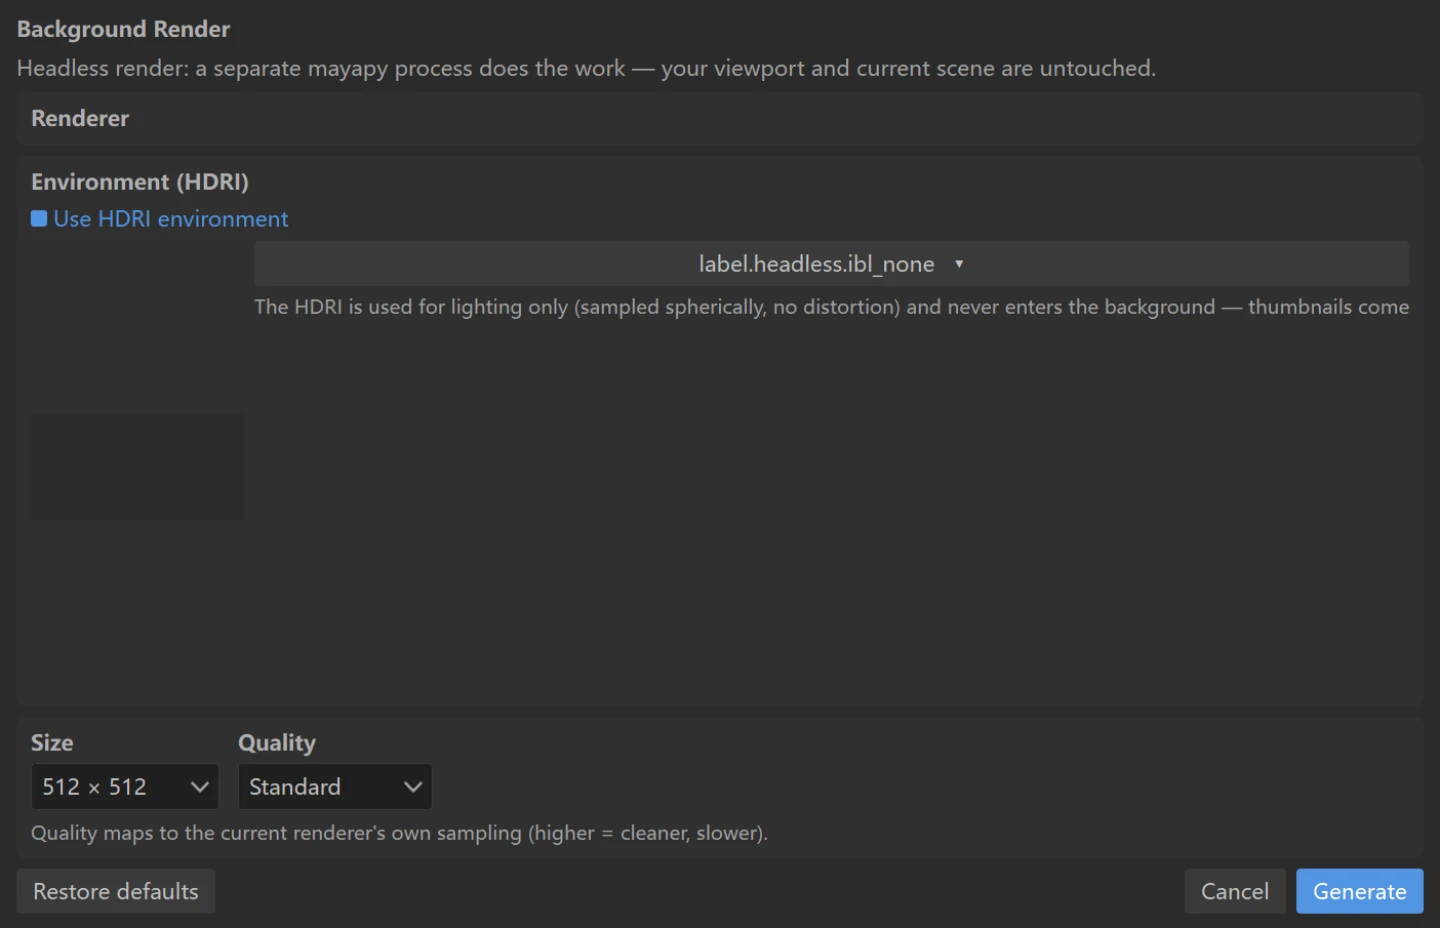 Background Render
Headless render: a separate mayapy process does the work — your viewport and current scene are untouched.
Renderer
Environment (HDRI)
Use HDRI environment
label.headless.ibl_none
The HDRI is used for lighting only (sampled spherically, no distortion) and never enters the background — thumbnails come
Size
Quality
512 × 512
Standard
Quality maps to the current renderer's own sampling (higher = cleaner, slower).
Restore defaults
Cancel
Generate